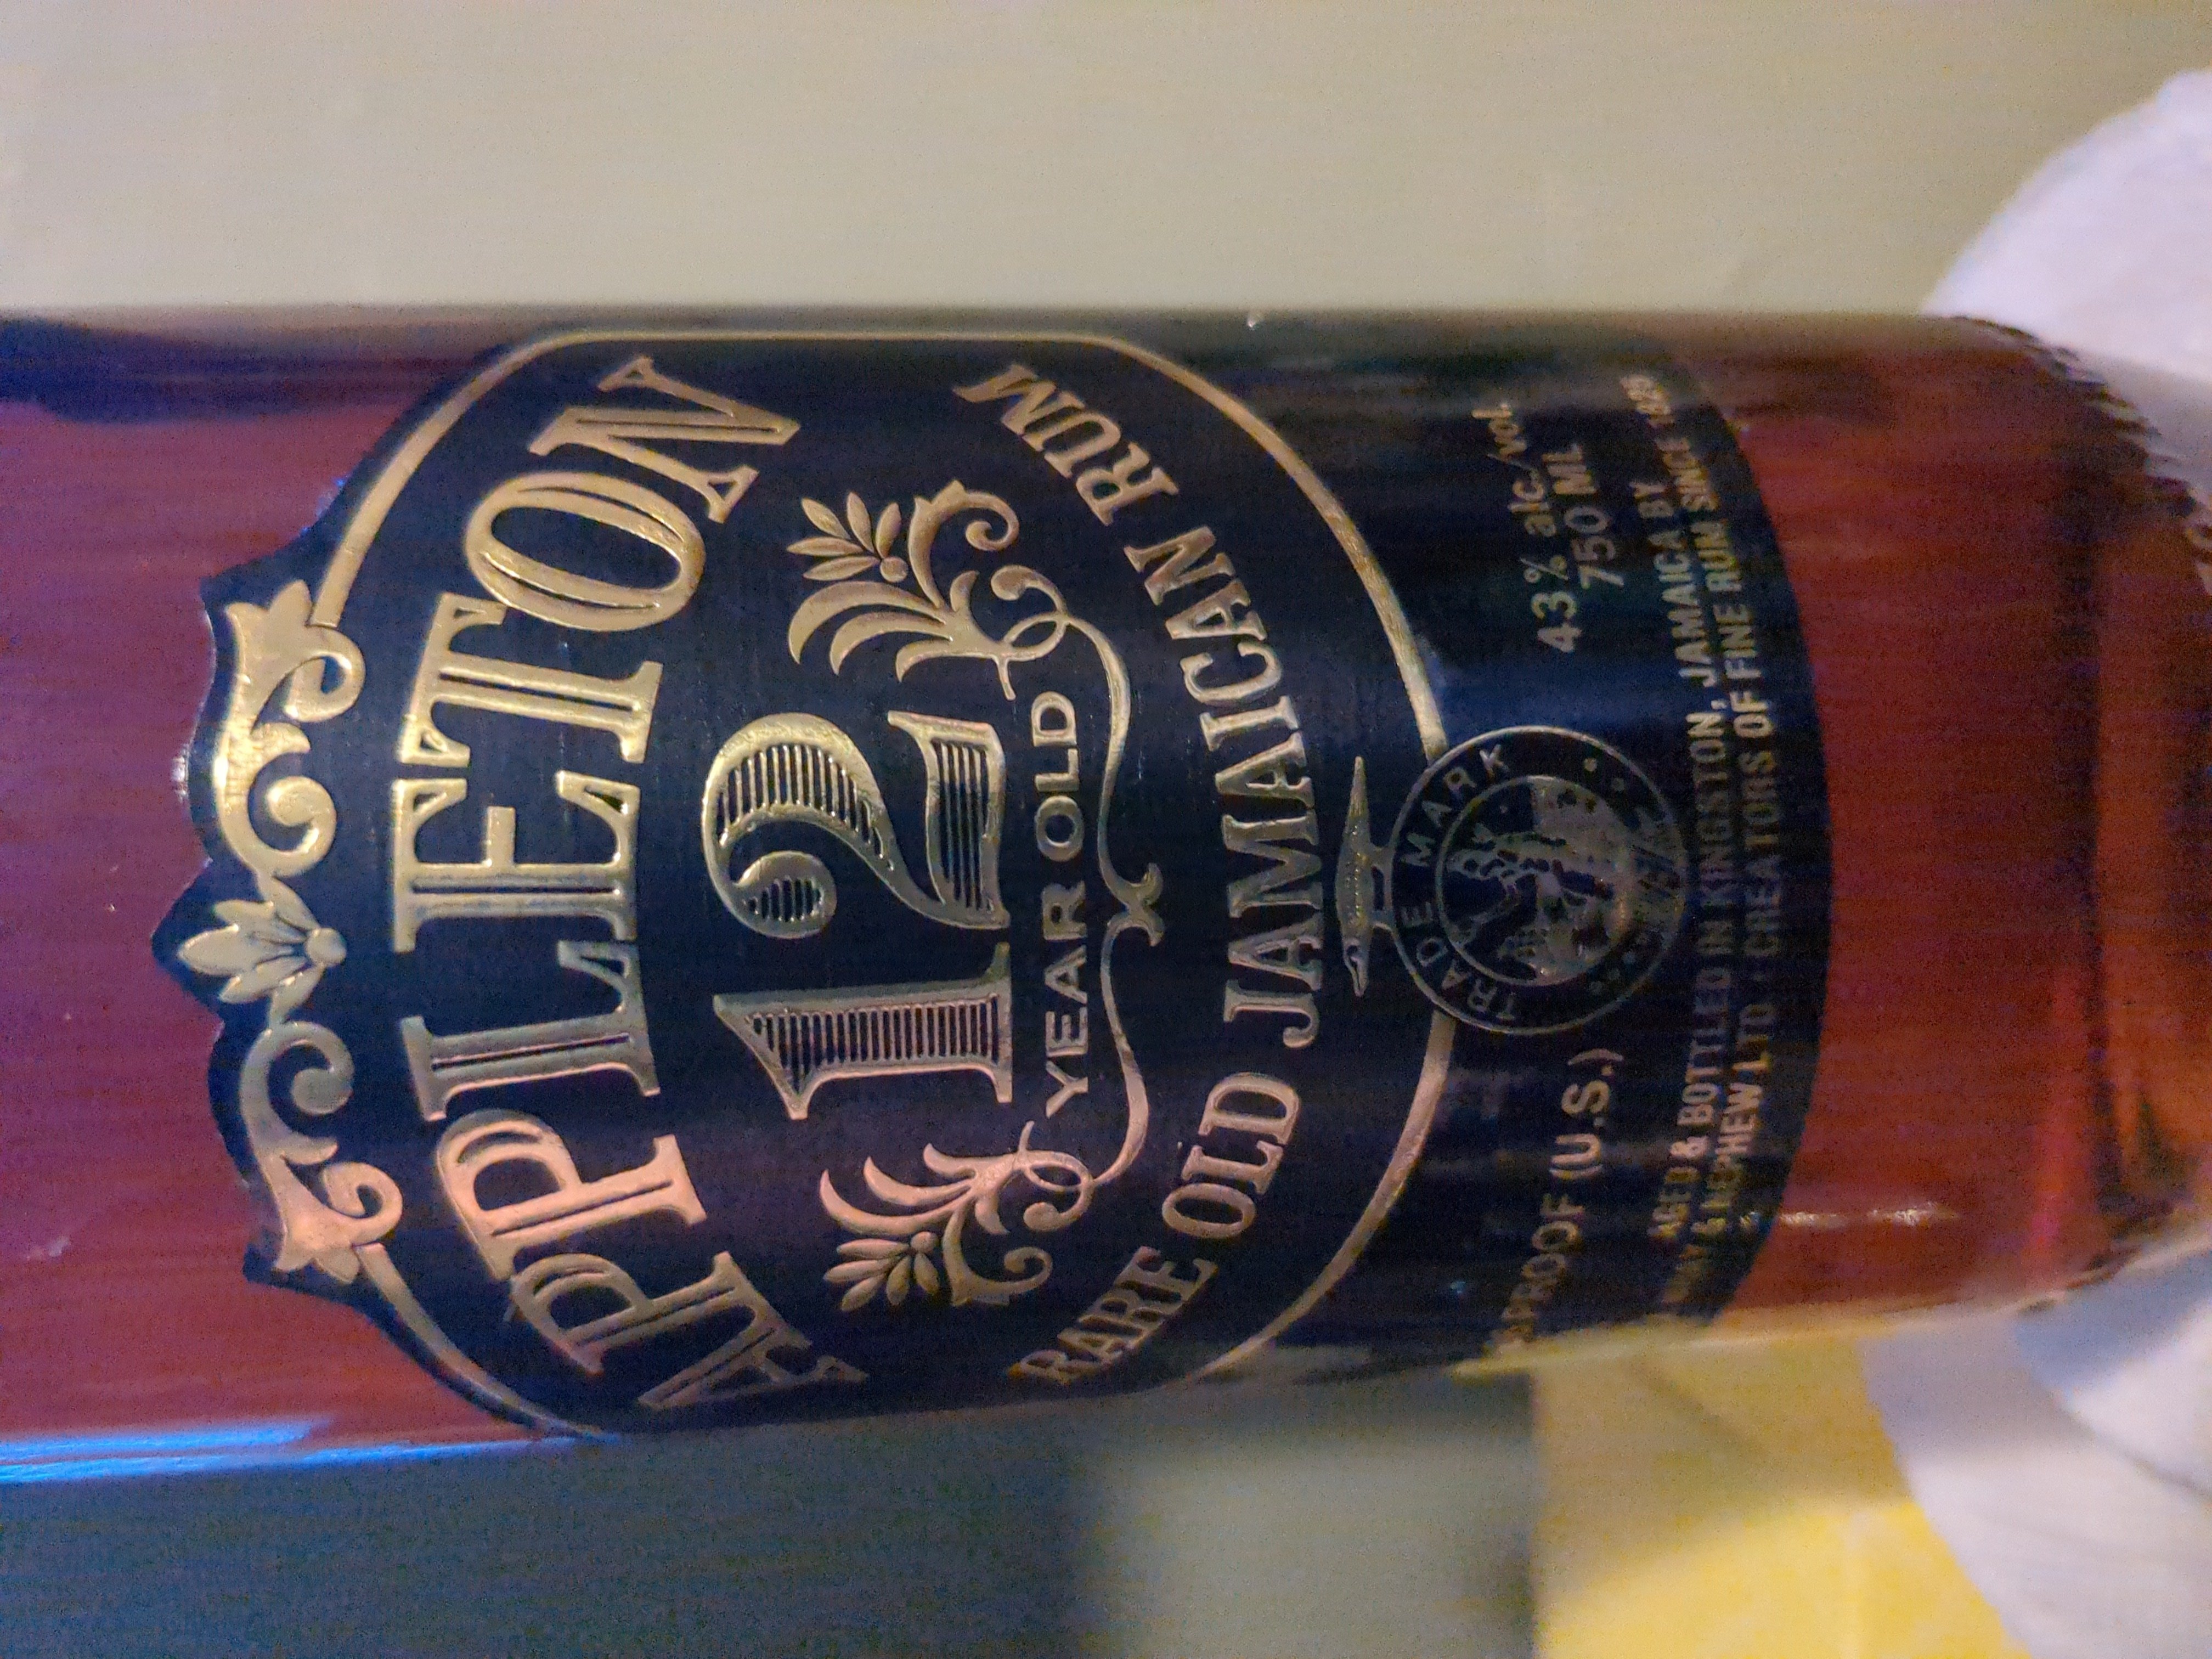 APPLETON
12
YEAR OLD
RARE OLD JAMAICAN RUM
TRADE MARK
PROOF (U.S.)
43% alc./vol.
750 ML
AGED & BOTTLED IN KINGSTON, JAMAICA BY
& NEPHEW LTD CREATORS OF FINE RUM SINCE 1825